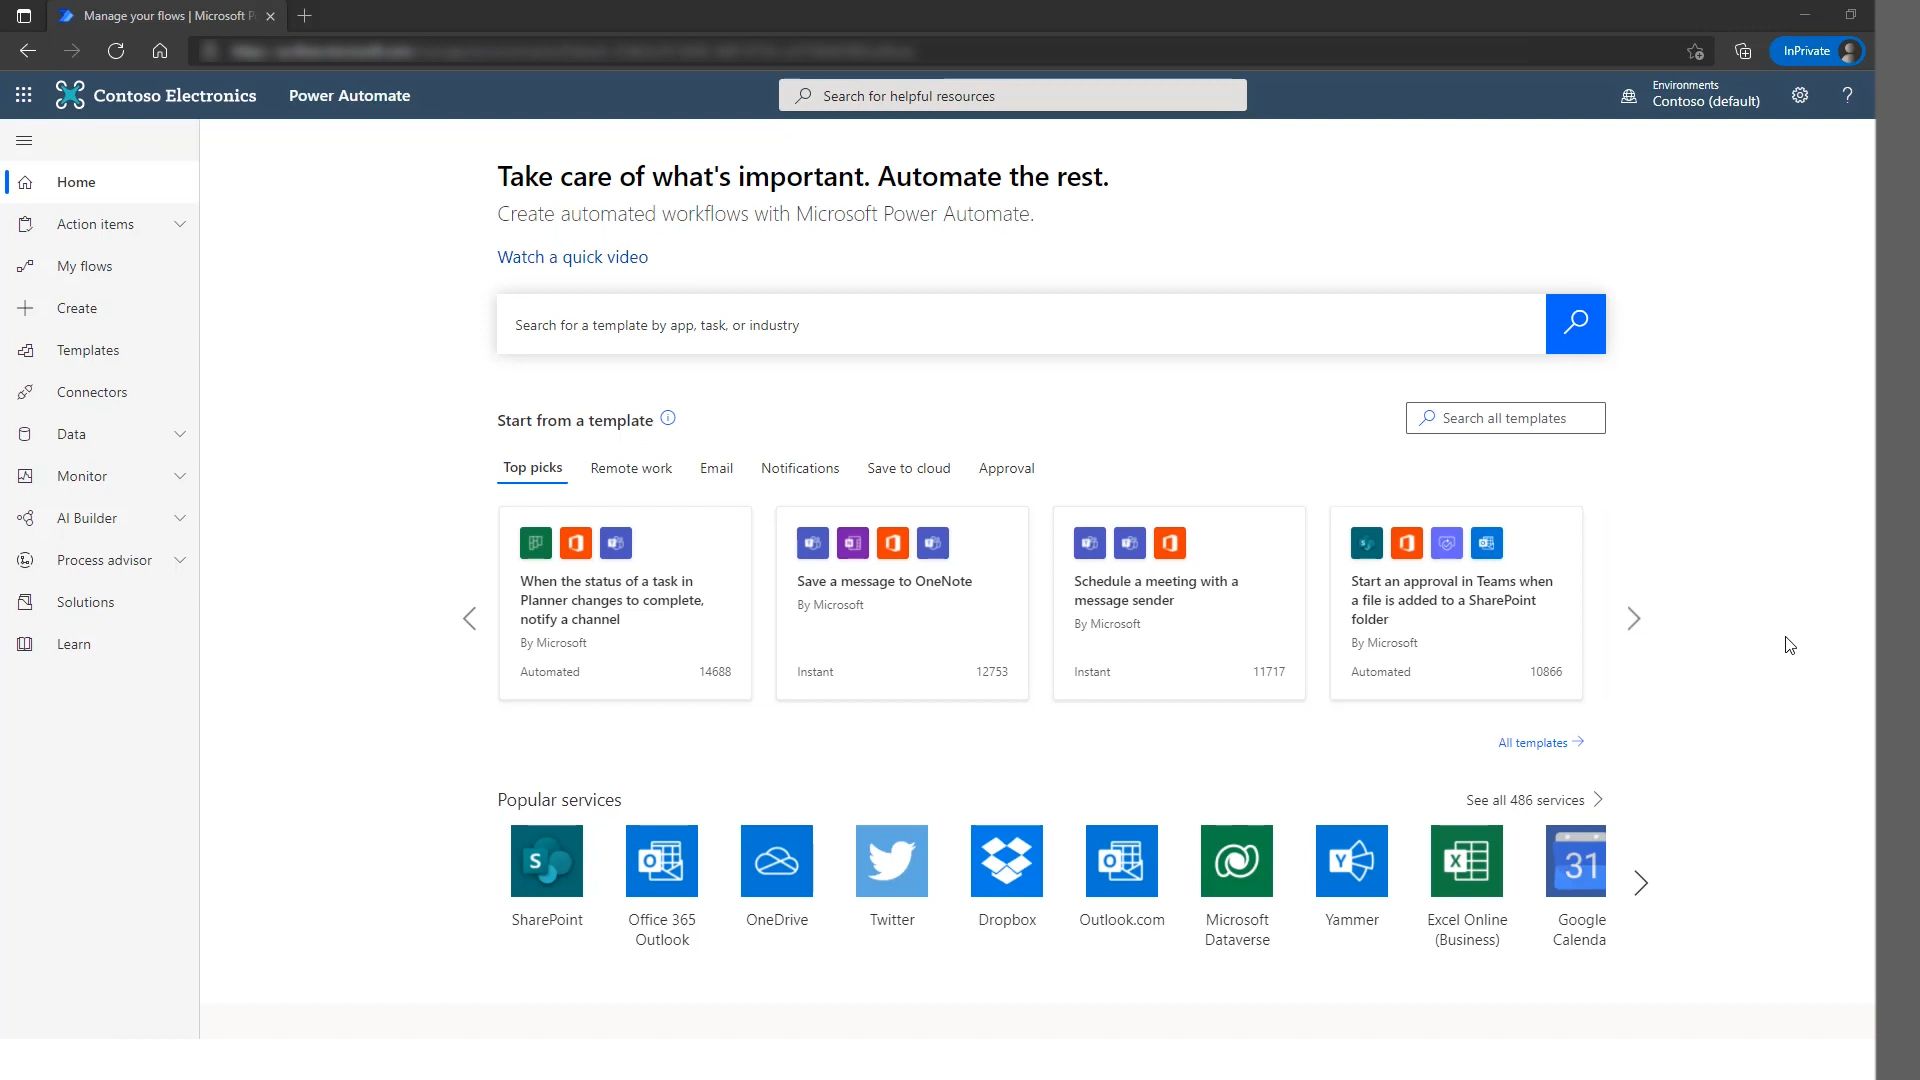 Manage your flows | Microsoft P
InPrivate
Contoso Electronics
Power Automate
Search for helpful resources
Environments
Contoso (default)
?
Home
Action items
My flows
Create
Templates
Connectors
Data
Monitor
AI Builder
Process advisor
Solutions
Learn
Take care of what's important. Automate the rest.
Create automated workflows with Microsoft Power Automate.
Watch a quick video
Search for a template by app, task, or industry
Start from a template
Search all templates
Top picks
Remote work
Email
Notifications
Save to cloud
Approval
When the status of a task in
Planner changes to complete,
notify a channel
By Microsoft
Automated
14688
Save a message to OneNote
By Microsoft
Instant
12753
Schedule a meeting with a
message sender
By Microsoft
Instant
11717
Start an approval in Teams when
a file is added to a SharePoint
folder
By Microsoft
Automated
10866
All templates
Popular services
See all 486 services
S
SharePoint
O
Office 365
Outlook
OneDrive
Twitter
Dropbox
O
Outlook.com
Microsoft
Dataverse
Y
Yammer
X
Excel Online
(Business)
31
Google
Calenda